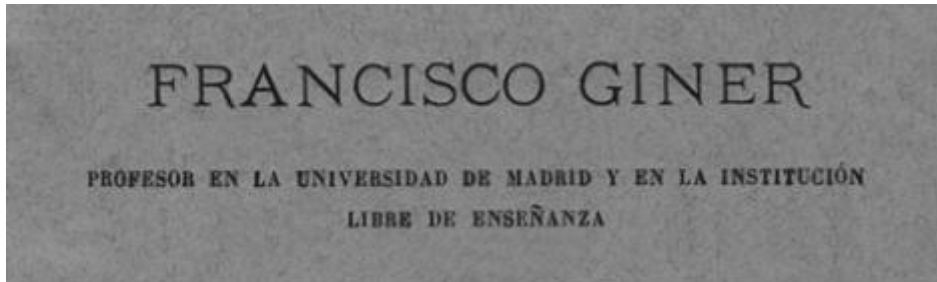 FRANCISCO GINER
PROFESOR EN LA UNIVERSIDAD DE MADRID Y EN LA INSTITUCIÓN
LIBRE DE ENSEÑANZA